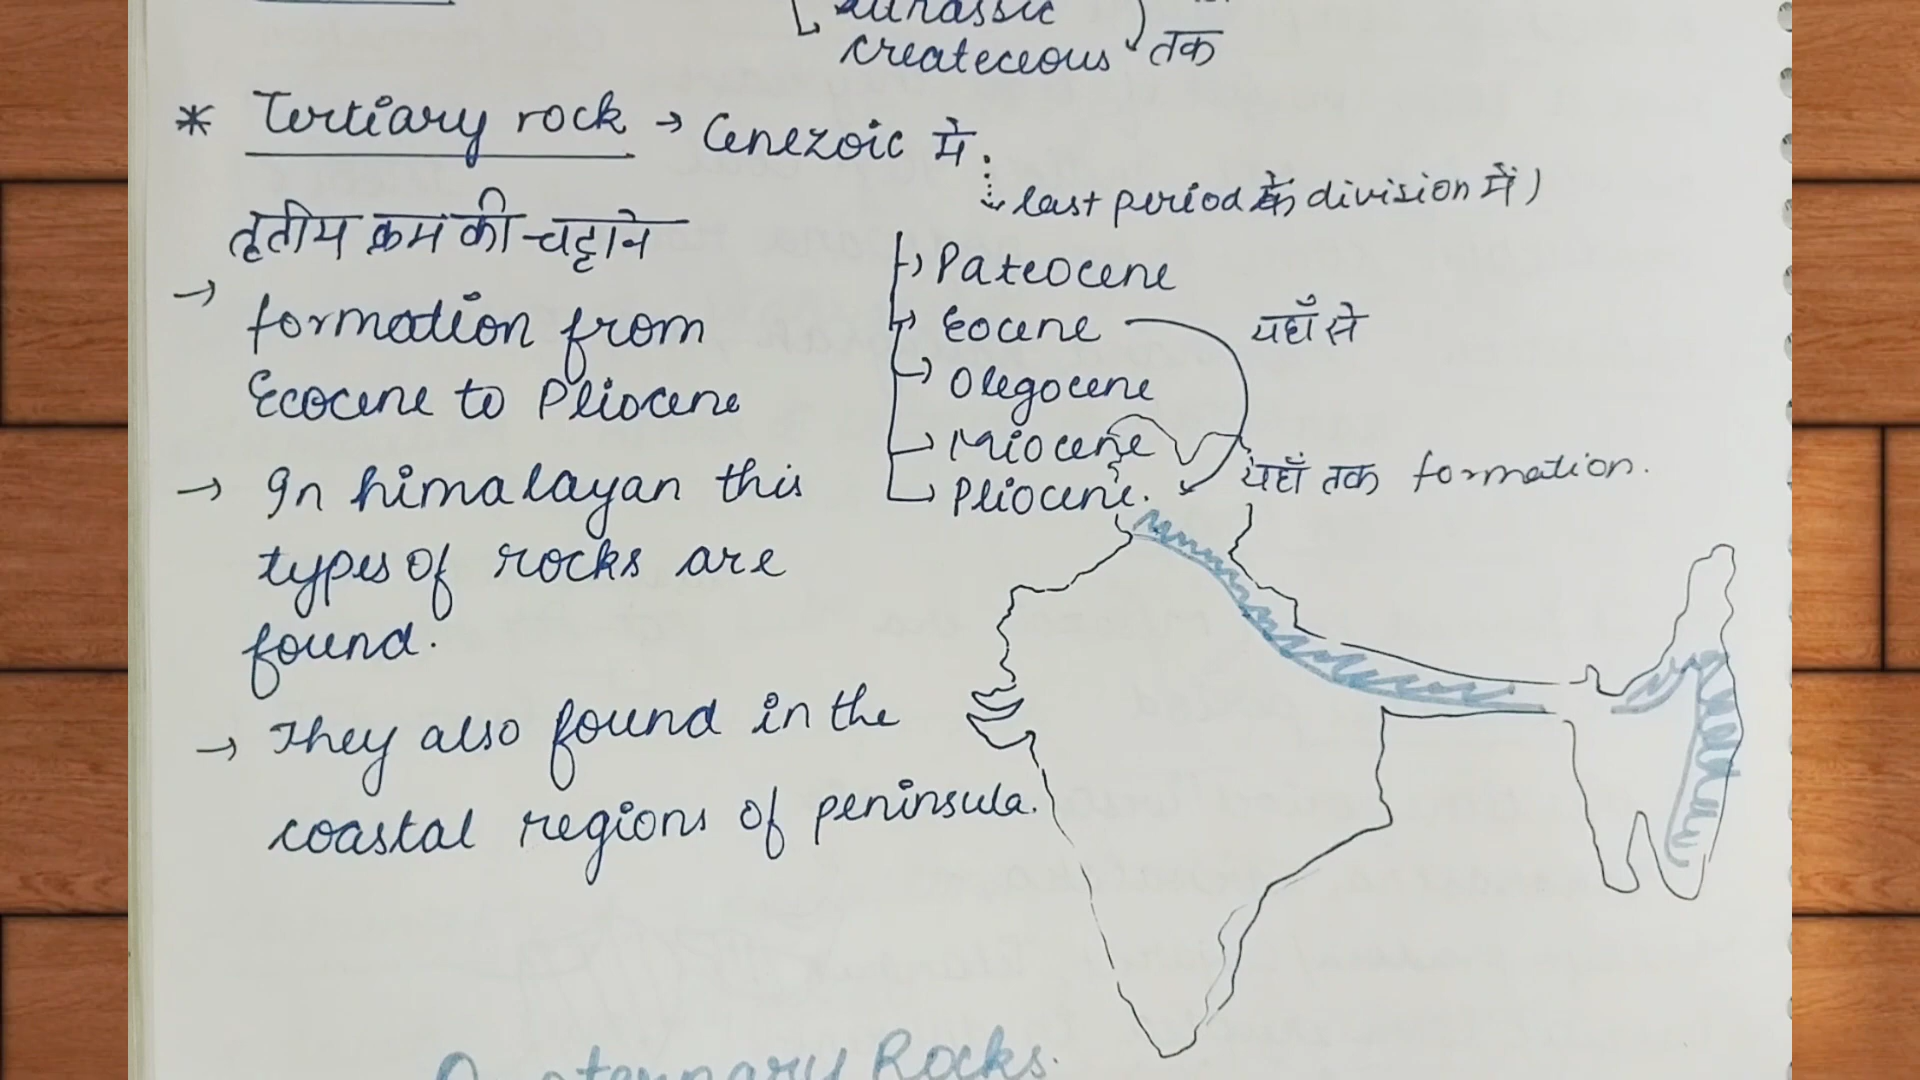 Jurassic
createceous तक
* Tertiary rock → Cenezoic में.
last period के division में)
तृतीय क्रम की चट्टाने
→ formation from
Ecocene to Pliocene
→ In himalayan this
types of rocks are
found.
→ They also found in the
coastal regions of peninsula.
→ Pateocene
→ Eocene यहाँ से
→ Olegocene
→ Miocene
→ Pliocene. यहाँ तक formation.
Quaternary Rocks.